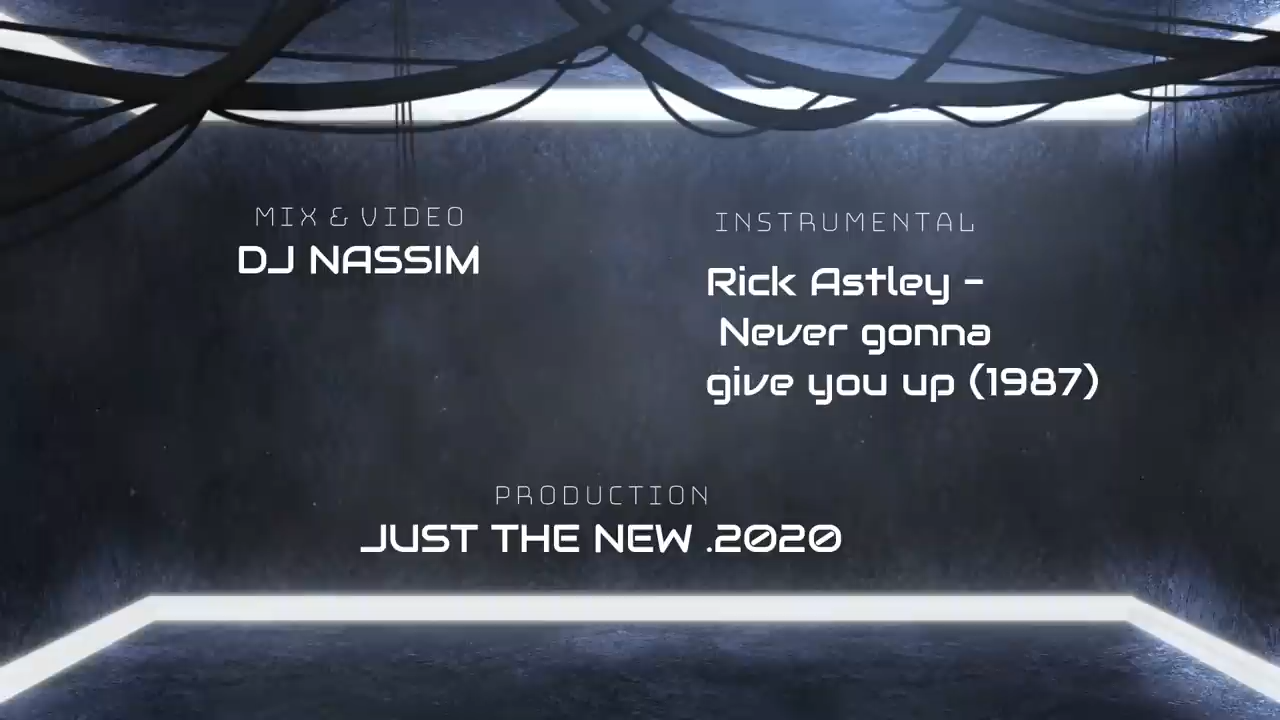 MIX & VIDEO
DJ NASSIM
INSTRUMENTAL
Rick Astley -
Never gonna
give you up (1987)
PRODUCTION
JUST THE NEW .2020